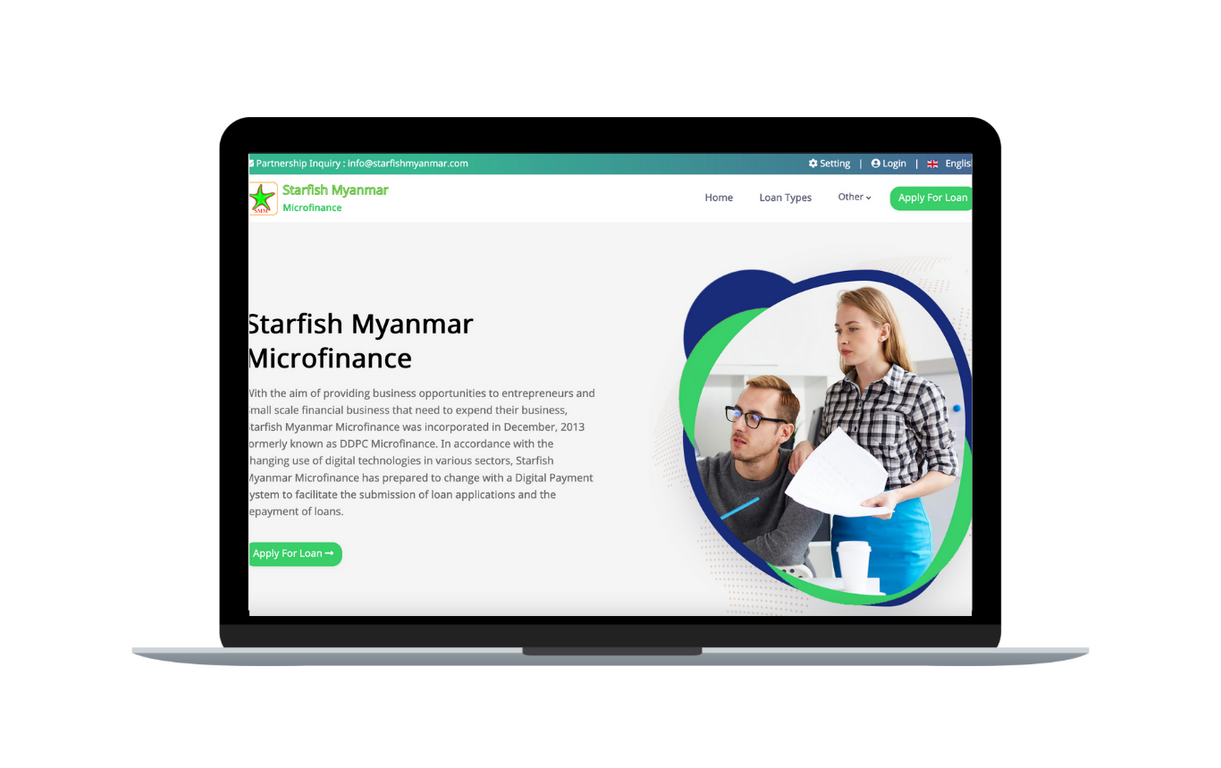 Partnership Inquiry : info@starfishmyanmar.com
Setting | Login | Englis
SMM
Starfish Myanmar
Microfinance
Home
Loan Types
Other
Apply For Loan
Starfish Myanmar
Microfinance
With the aim of providing business opportunities to entrepreneurs and
small scale financial business that need to expend their business,
Starfish Myanmar Microfinance was incorporated in December, 2013
ormerly known as DDPC Microfinance. In accordance with the
hanging use of digital technologies in various sectors, Starfish
Myanmar Microfinance has prepared to change with a Digital Payment
ystem to facilitate the submission of loan applications and the
epayment of loans.
Apply For Loan →